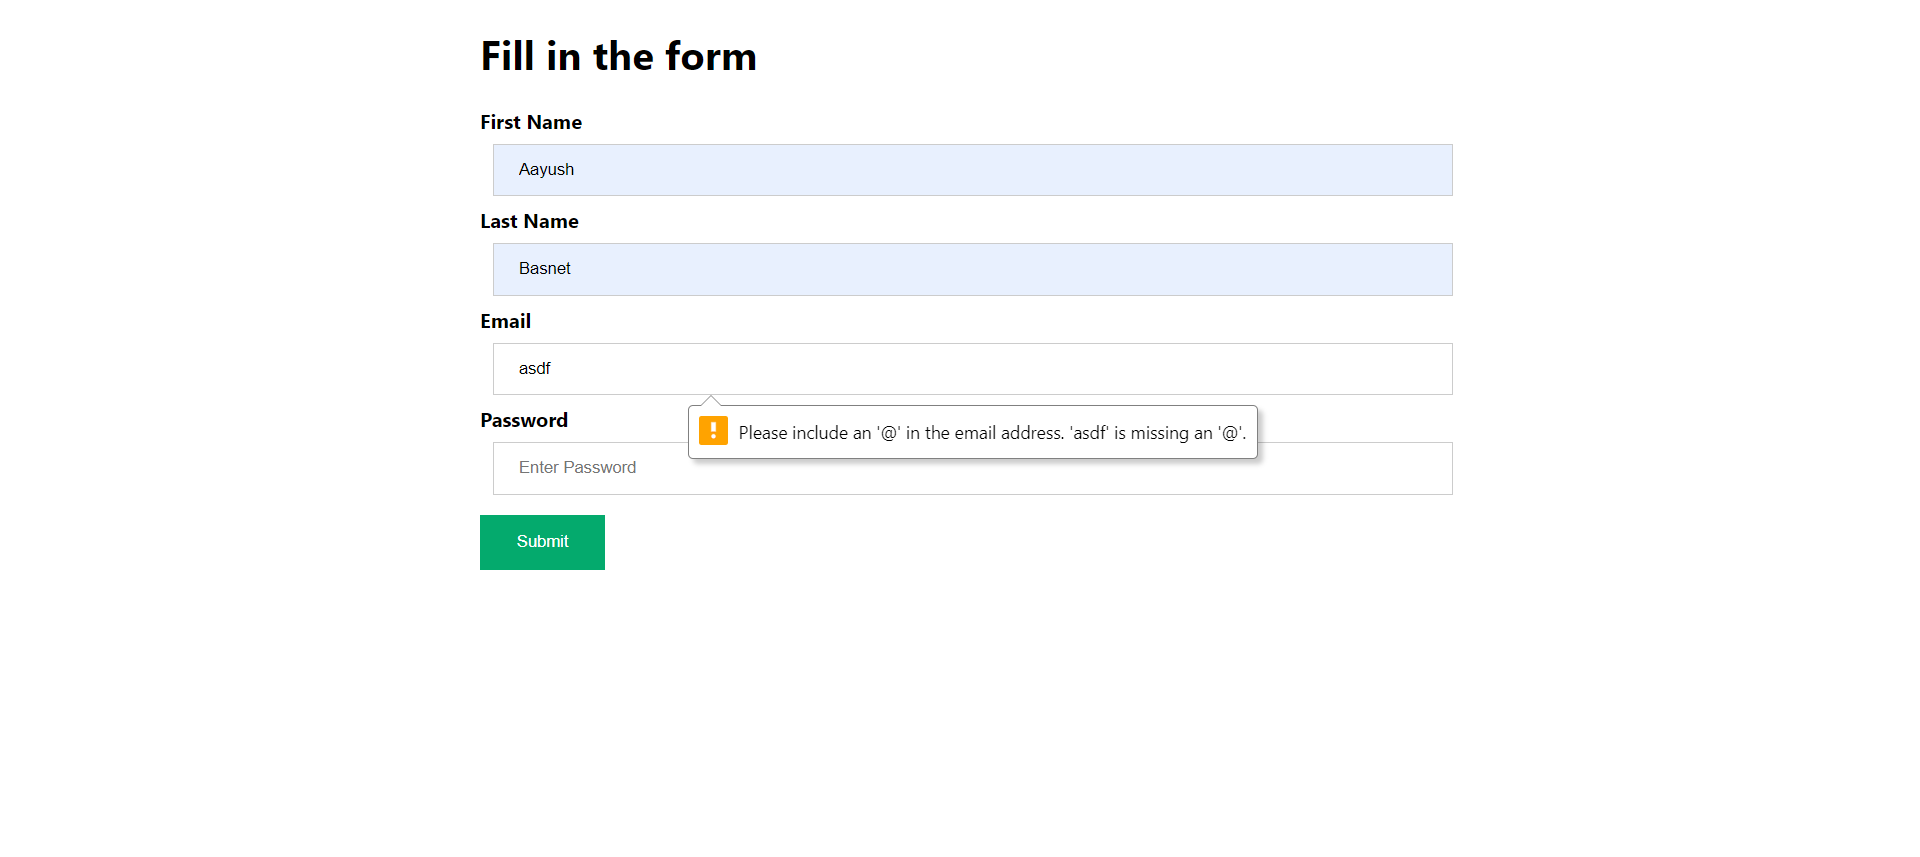 Fill in the form
First Name
Aayush
Last Name
Basnet
Email
asdf
Please include an '@' in the email address. 'asdf' is missing an '@'.
Password
Enter Password
Submit